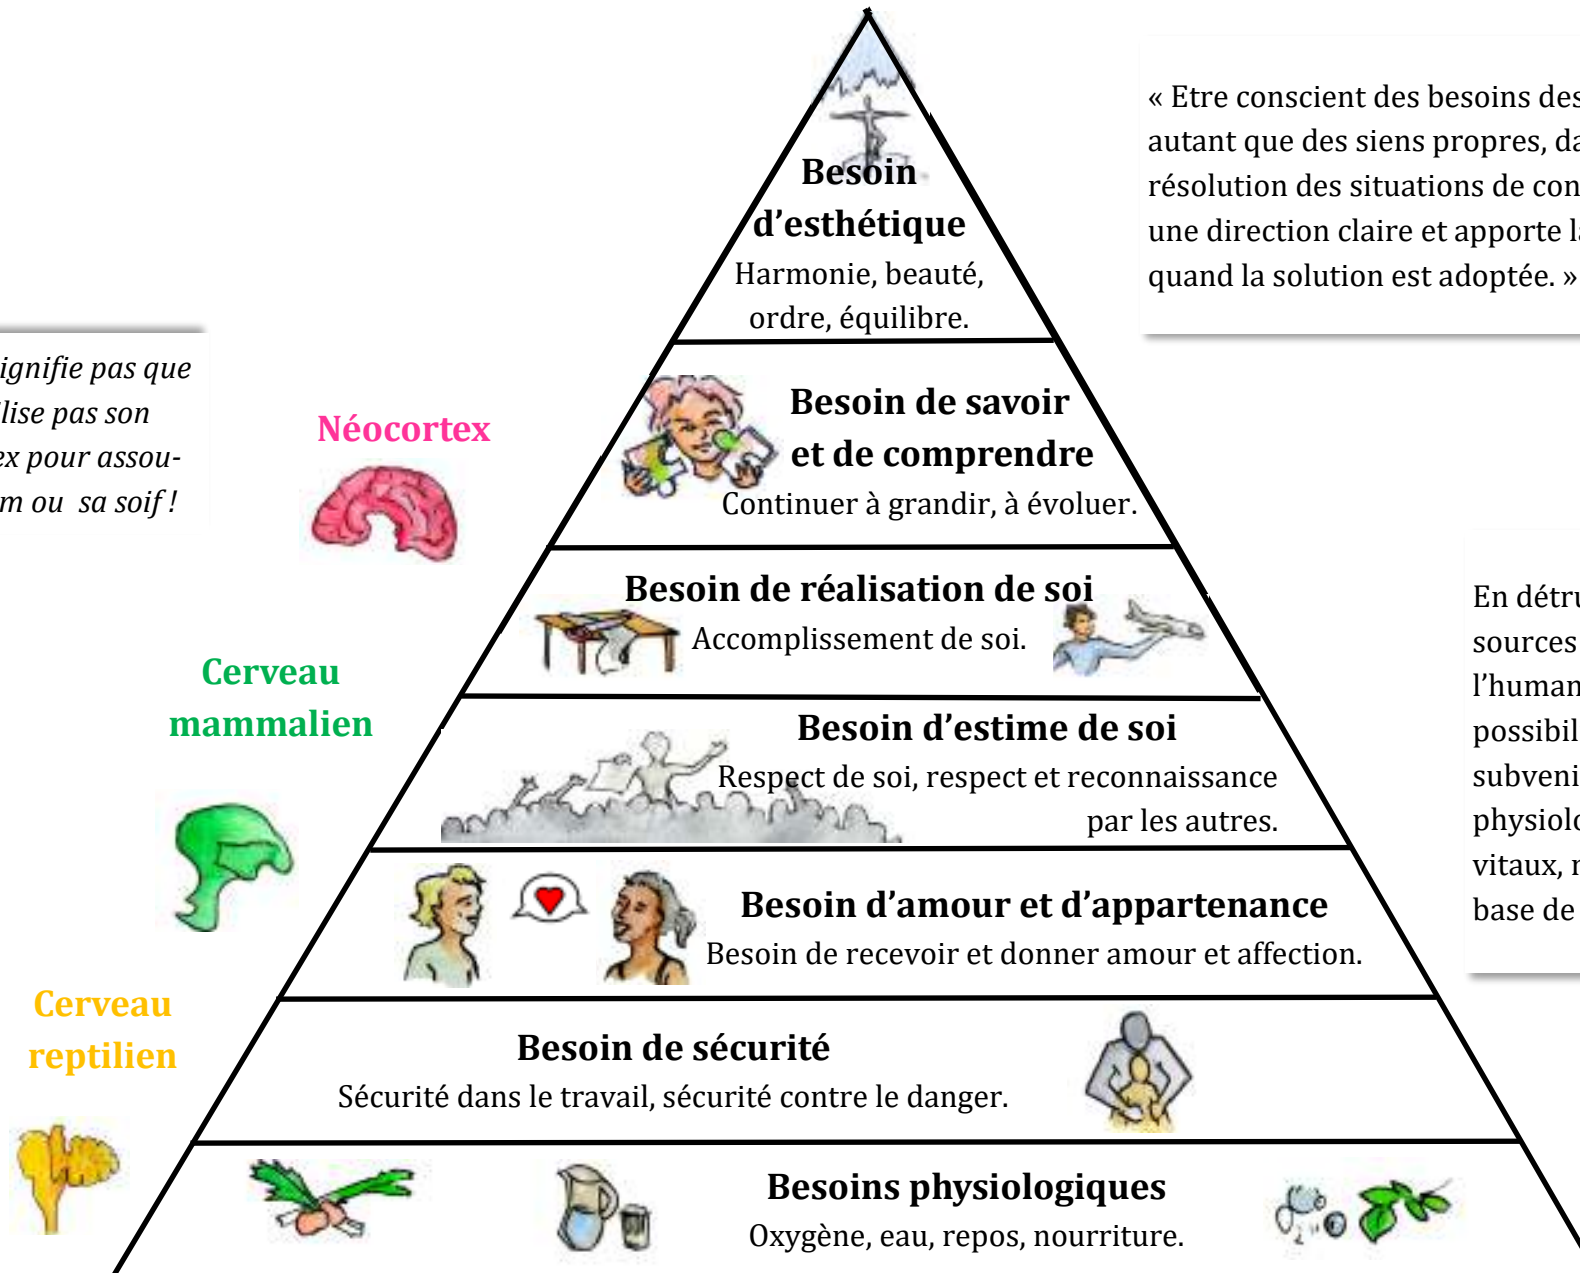 « Etre conscient des besoins des
autant que des siens propres, da
résolution des situations de con
une direction claire et apporte la
quand la solution est adoptée. »
Besoin
d’esthétique
Harmonie, beauté,
ordre, équilibre.
ignifie pas que
lise pas son
ex pour assou-
m ou sa soif !
Néocortex
Besoin de savoir
et de comprendre
Continuer à grandir, à évoluer.
Besoin de réalisation de soi
Accomplissement de soi.
En détru
sources
l’human
possibil
subveni
physiolo
vitaux, n
base de
Cerveau
mammalien
Besoin d’estime de soi
Respect de soi, respect et reconnaissance
par les autres.
Besoin d’amour et d’appartenance
Besoin de recevoir et donner amour et affection.
Cerveau
reptilien
Besoin de sécurité
Sécurité dans le travail, sécurité contre le danger.
Besoins physiologiques
Oxygène, eau, repos, nourriture.